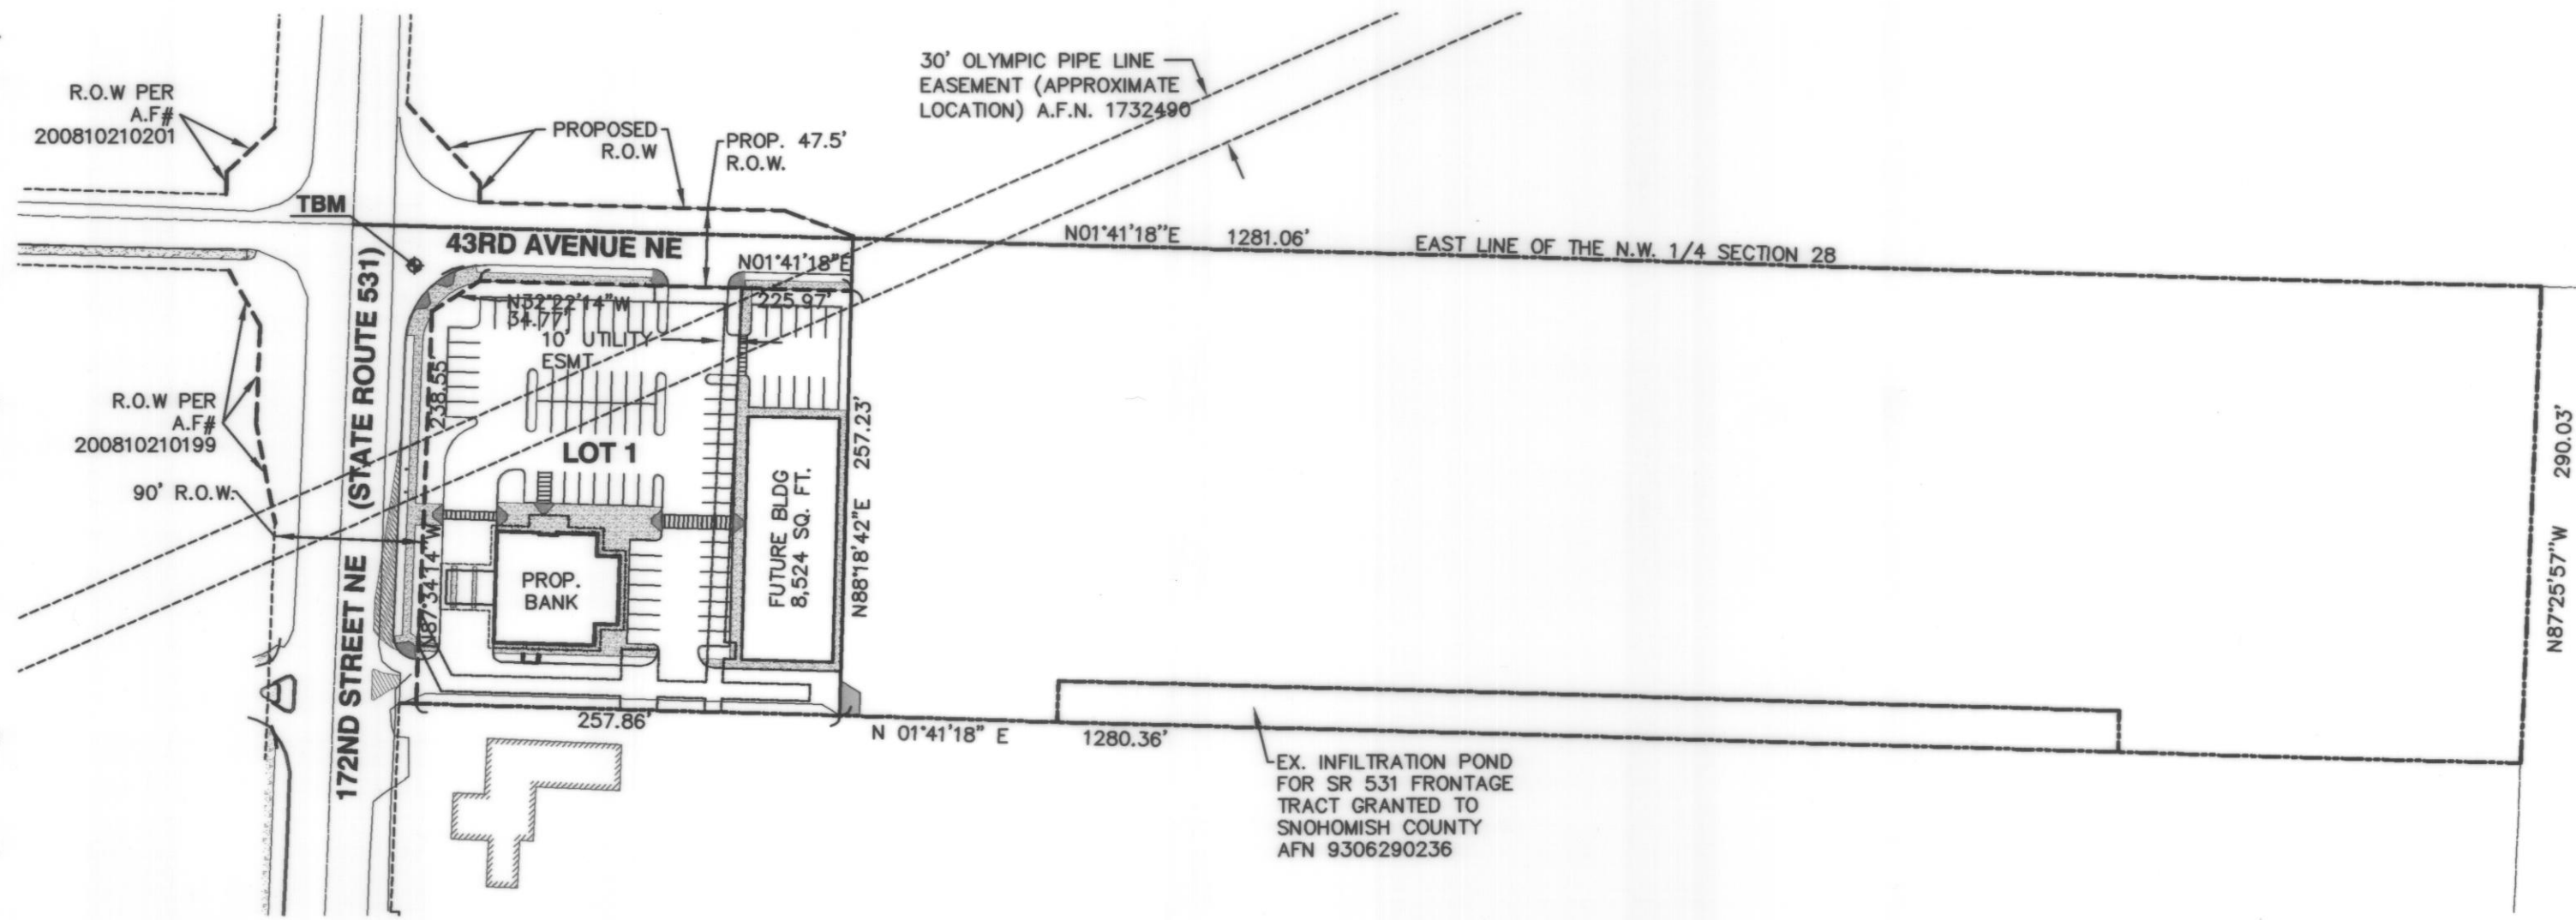 30' OLYMPIC PIPE LINE
EASEMENT (APPROXIMATE
LOCATION) A.F.N. 1732490
R.O.W PER
A.F#
200810210201
PROPOSED
R.O.W
PROP. 47.5'
R.O.W.
TBM
43RD AVENUE NE
N01°41'18"E 1281.06' EAST LINE OF THE N.W. 1/4 SECTION 28
N01°41'18"E
225.97'
N32°22'14"W
34.77'
10' UTILITY
ESMT
172ND STREET NE (STATE ROUTE 531)
N87°34'14"W 238.55
R.O.W PER
A.F#
200810210199
90' R.O.W.
LOT 1
PROP.
BANK
FUTURE BLDG
8,524 SQ. FT.
N88°18'42"E 257.23'
N87°25'57"W 290.03'
257.86'
N 01°41'18" E 1280.36'
EX. INFILTRATION POND
FOR SR 531 FRONTAGE
TRACT GRANTED TO
SNOHOMISH COUNTY
AFN 9306290236